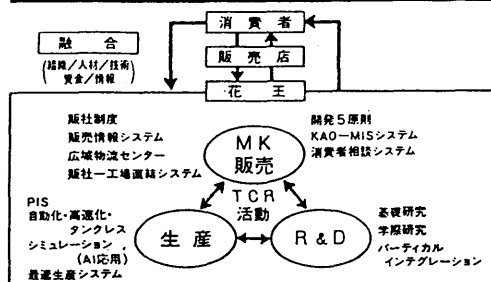 消費者
融合
(組織/人材/技術
資金/情報)
販売店
花王
販社制度
販売情報システム
広域物流センター
販社一工場直結システム
開発5原則
KAO-MISシステム
消費者相談システム
MK
販売
TCR
活動
PIS
自動化・高速化・
タンクレス
シミュレーション
(AI応用)
最適生産システム
生産
R&D
基礎研究
学際研究
バーティカル
インテグレーション